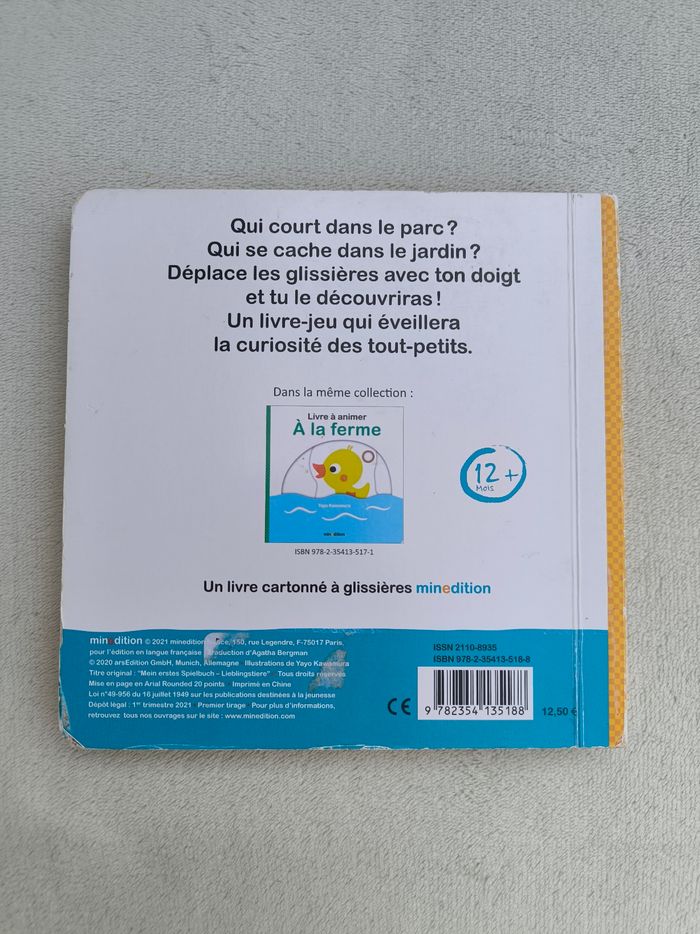 Qui court dans le parc ?
Qui se cache dans le jardin ?
Déplace les glissières avec ton doigt
et tu le découvriras !
Un livre-jeu qui éveillera
la curiosité des tout-petits.
Dans la même collection :
Livre à animer
À la ferme
Yayo Kawamura
minedition
ISBN 978-2-35413-517-1
12+
Mois
Un livre cartonné à glissières minedition
minedition © 2021 minedition 150, rue Legendre, F-75017 Paris,
pour l'édition en langue française Traduction d'Agatha Bergman
© 2020 arsEdition GmbH, Munich, Allemagne Illustrations de Yayo Kawamura
Titre original : "Mein erstes Spielbuch – Lieblingstiere" Tous droits réservés
Mise en page en Arial Rounded 20 points Imprimé en Chine
Loi n°49-956 du 16 juillet 1949 sur les publications destinées à la jeunesse
Dépôt légal : 1er trimestre 2021 Premier tirage Pour plus d'informations,
retrouvez tous nos ouvrages sur le site : www.minedition.com
ISSN 2110-8935
ISBN 978-2-35413-518-8
CE
9 782354 135188
12,50 €